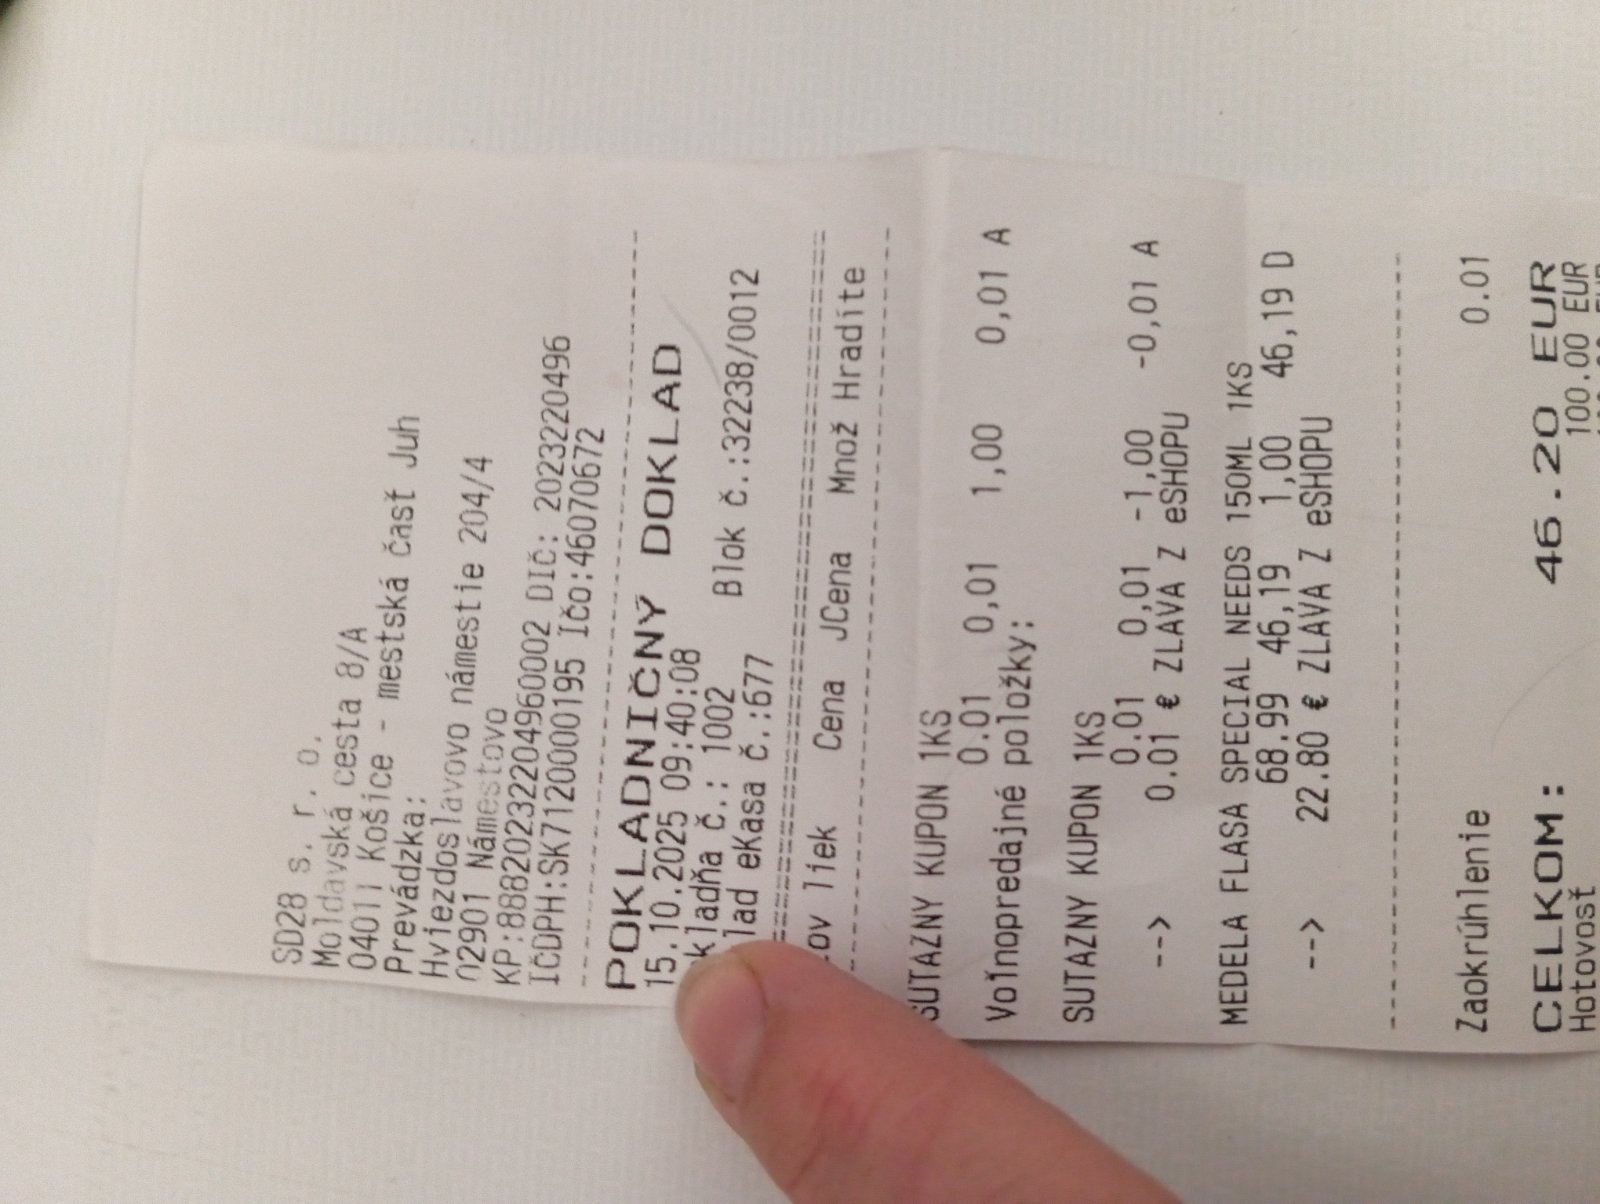 SD28 s. r. o.
Moldavská cesta 8/A
04011 Košice - mestská časť Juh
Prevádzka:
Hviezdoslavovo námestie 204/4
02901 Námestovo
KP:88820232204960002 DIČ: 2023220496
IČDPH:SK7120000195 Ičo:46070672
POKLADNIČNÝ DOKLAD
15.10.2025 09:40:08
kladňa č.: 1002 Blok č.:32238/0012
lad eKasa č.:677
zov liek Cena JCena Množ Hradíte
SUTAZNY KUPON 1KS
0.01 0,01 1,00 0,01 A
Voľnopredajné položky:
SUTAZNY KUPON 1KS
0.01 0,01 -1,00 -0,01 A
--> 0.01 € ZLAVA Z eSHOPU
MEDELA FLASA SPECIAL NEEDS 150ML 1KS
68.99 46,19 1,00 46,19 D
--> 22.80 € ZLAVA Z eSHOPU
Zaokrúhlenie 0.01
CELKOM: 46.20 EUR
Hotovosť 100.00 EUR